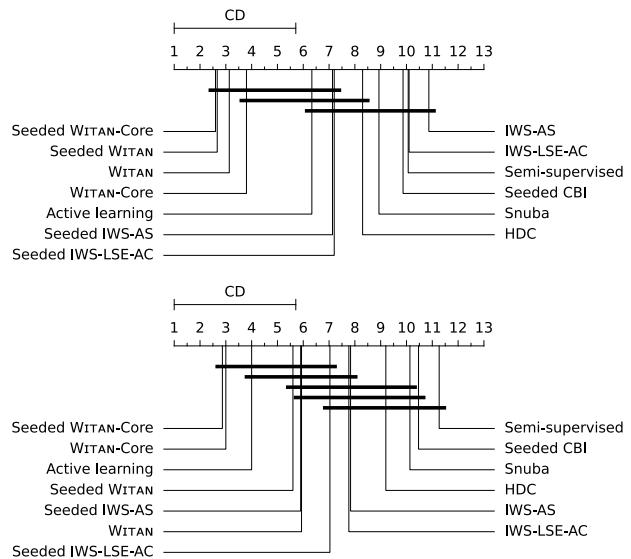 CD
1 2 3 4 5 6 7 8 9 10 11 12 13
Seeded WITAN-Core IWS-AS
Seeded WITAN IWS-LSE-AC
WITAN Semi-supervised
WITAN-Core Seeded CBI
Active learning Snuba
Seeded IWS-AS HDC
Seeded IWS-LSE-AC
CD
1 2 3 4 5 6 7 8 9 10 11 12 13
Seeded WITAN-Core Semi-supervised
WITAN-Core Seeded CBI
Active learning Snuba
Seeded WITAN HDC
Seeded IWS-AS IWS-AS
WITAN IWS-LSE-AC
Seeded IWS-LSE-AC